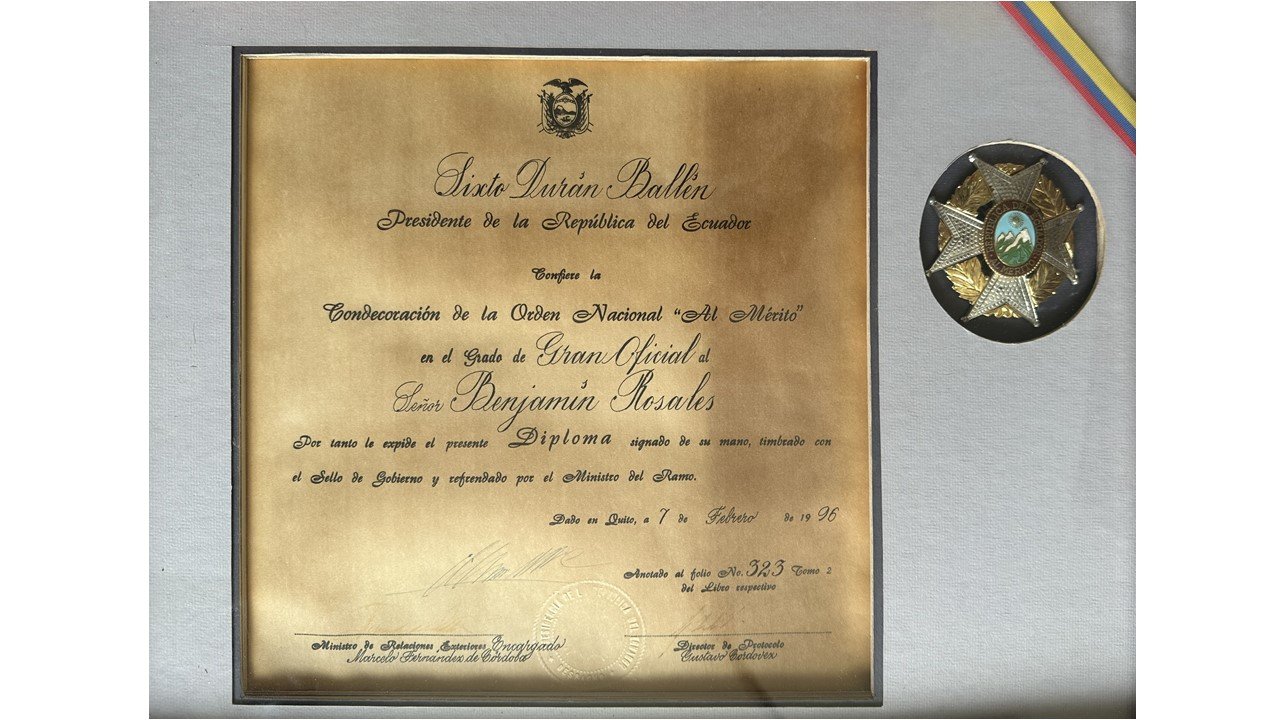 Sixto Durán Ballén
Presidente de la República del Ecuador
Confiere la
Condecoración de la Orden Nacional “Al Mérito”
en el Grado de Gran Oficial al
Señor Benjamín Rosales
Por tanto le expide el presente Diploma signado de su mano, timbrado con
el Sello de Gobierno y refrendado por el Ministro del Ramo.
Dado en Quito, a 7 de Febrero de 1996
Anotado al folio No. 323 Tomo 2
del Libro respectivo
Ministro de Relaciones Exteriores Encargado
Marcelo Fernandez de Córdoba
Director de Protocolo
Gustavo Cordovez